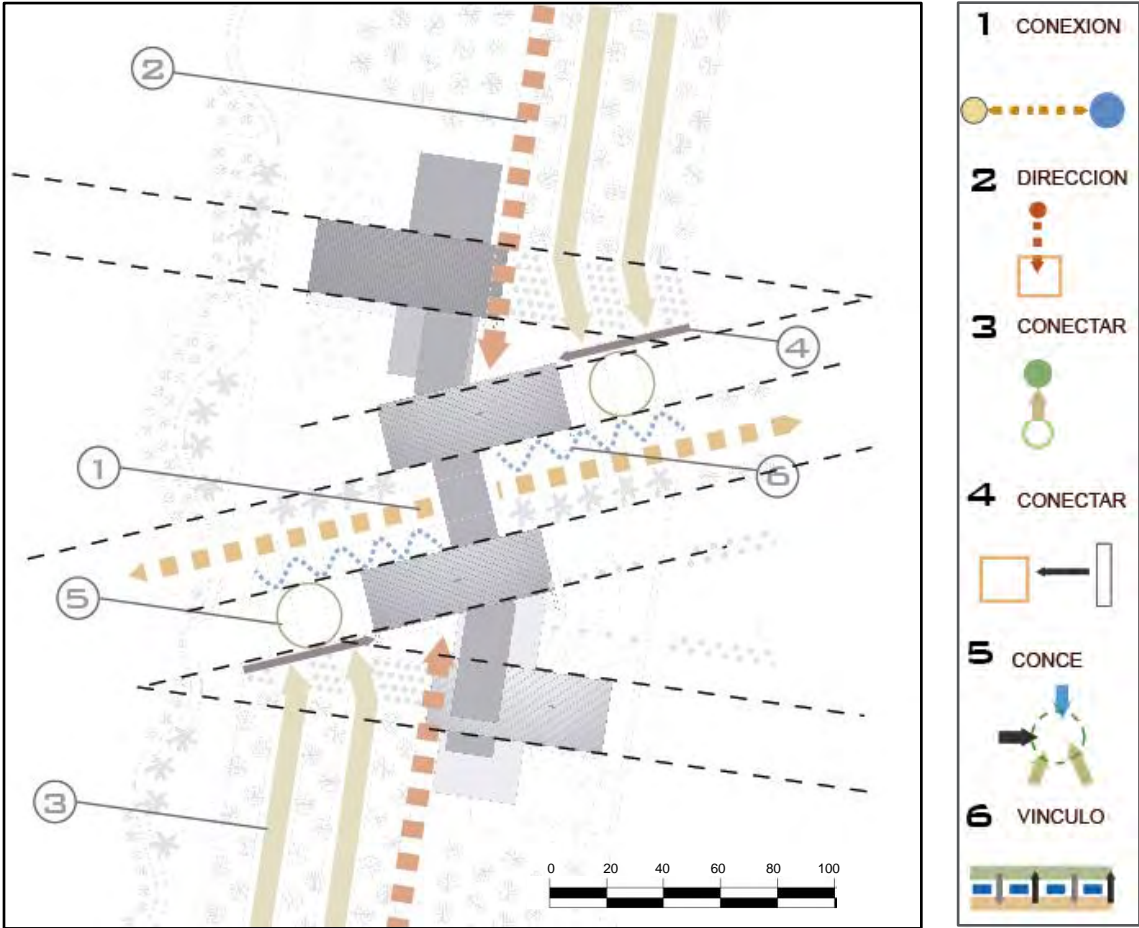 2
4
1
6
5
3
0 20 40 60 80 100
1 CONEXION
2 DIRECCION
3 CONECTAR
4 CONECTAR
5 CONCE
6 VINCULO